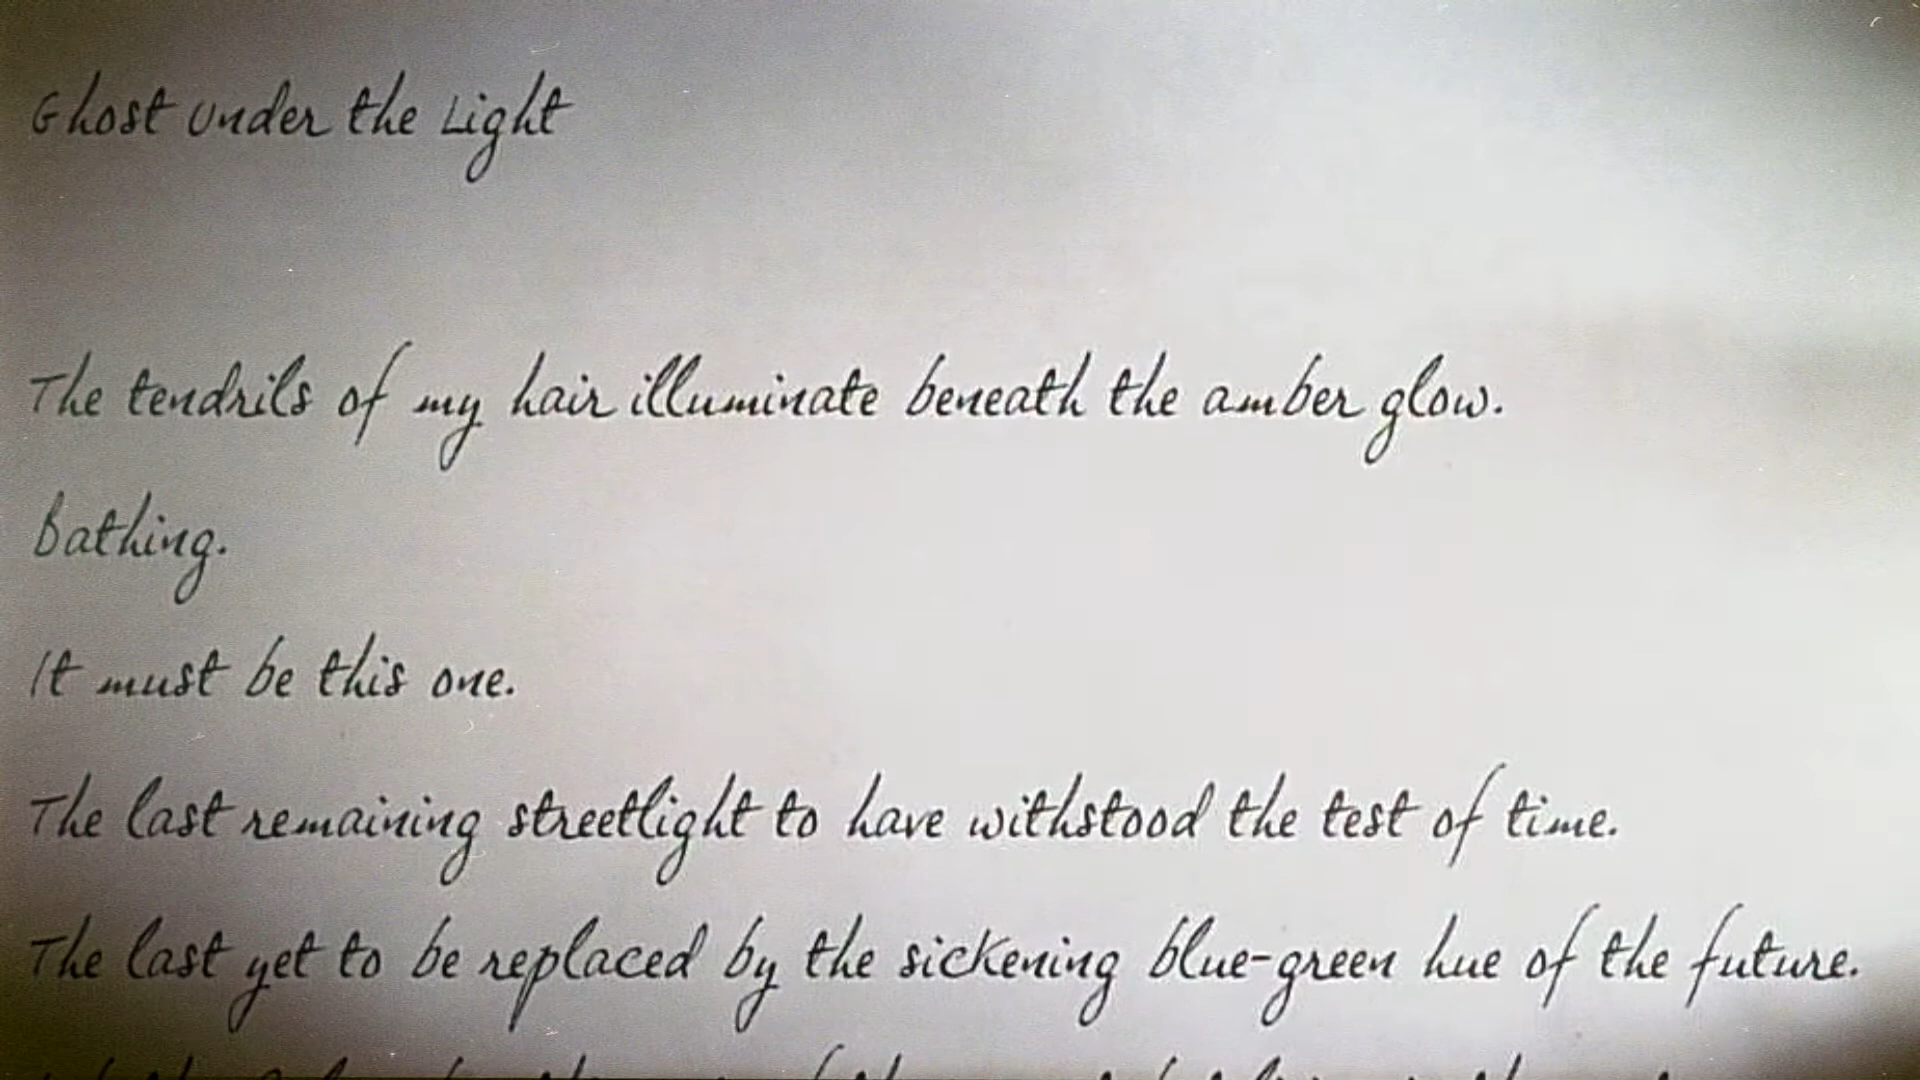 Ghost Under the Light
The tendrils of my hair illuminate beneath the amber glow.
Bathing.
It must be this one.
The last remaining streetlight to have withstood the test of time.
The last yet to be replaced by the sickening blue-green hue of the future.